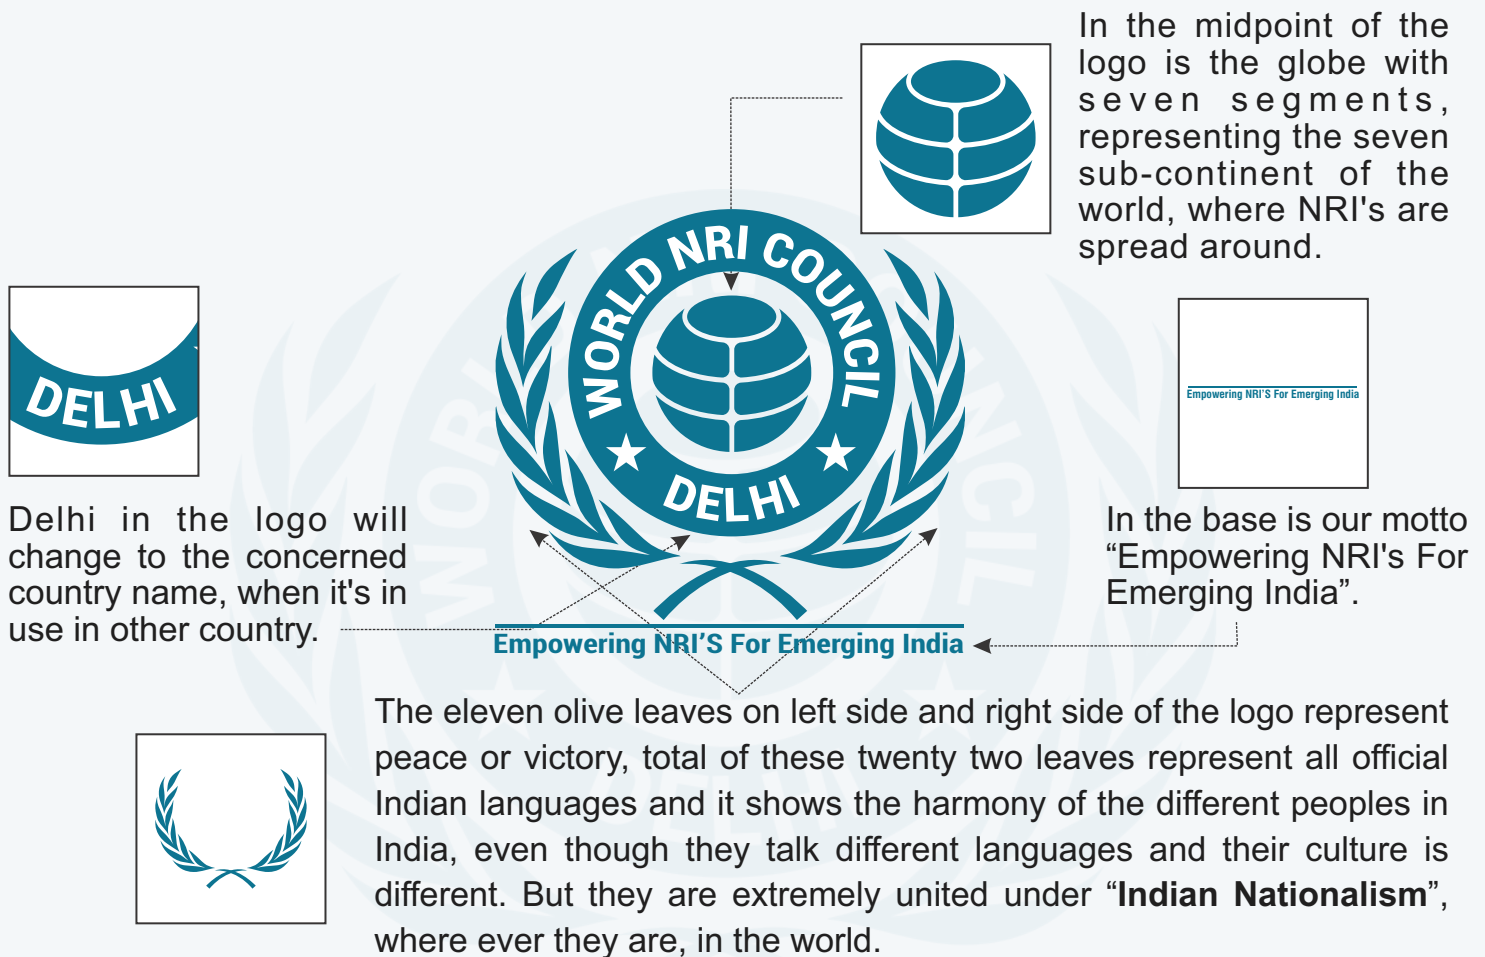 In the midpoint of the
logo is the globe with
seven segments,
representing the seven
sub-continent of the
world, where NRI's are
spread around.
WORLD NRI COUNCIL
DELHI
Empowering NRI'S For Emerging India
DELHI
Delhi in the logo will
change to the concerned
country name, when it's in
use in other country.
Empowering NRI'S For Emerging India
In the base is our motto
“Empowering NRI's For
Emerging India”.
The eleven olive leaves on left side and right side of the logo represent
peace or victory, total of these twenty two leaves represent all official
Indian languages and it shows the harmony of the different peoples in
India, even though they talk different languages and their culture is
different. But they are extremely united under “Indian Nationalism”,
where ever they are, in the world.
WORLD NRI COUNCIL
DELHI